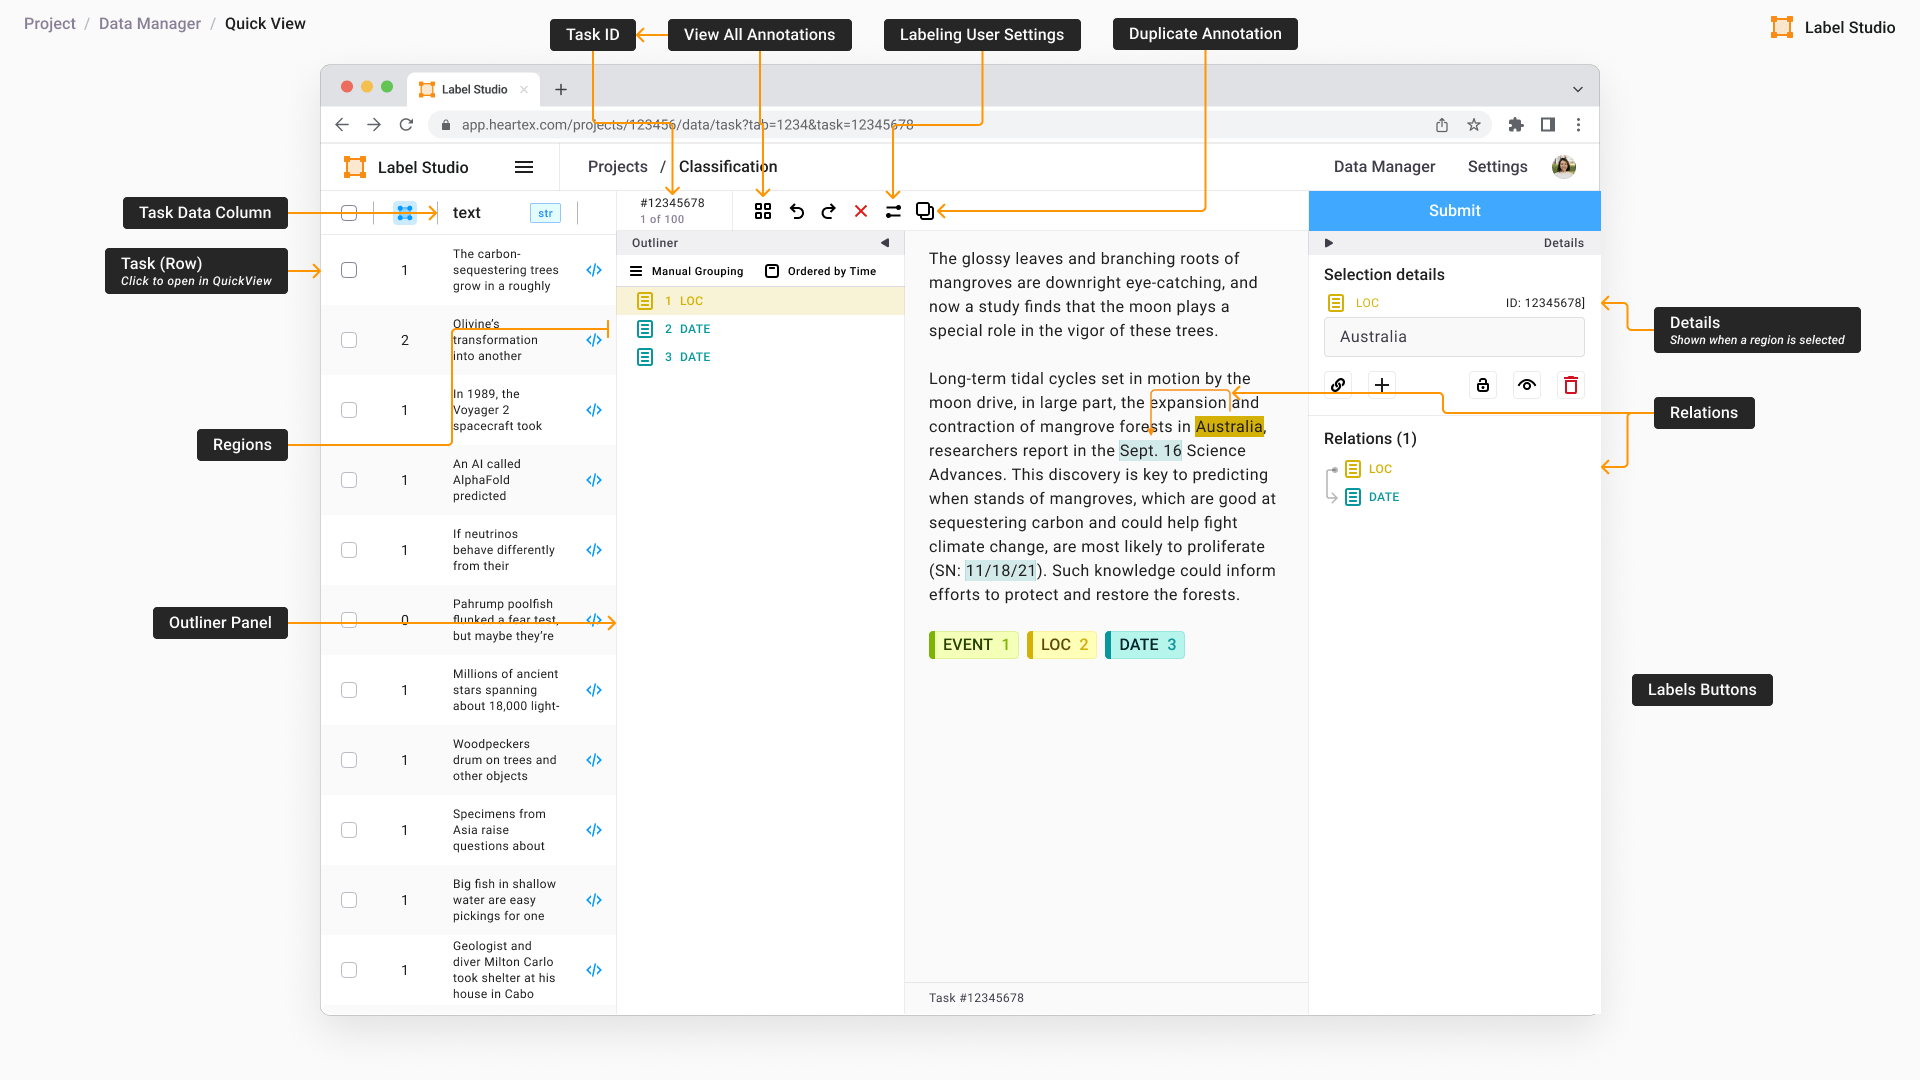 Project / Data Manager / Quick View
Label Studio
Task ID
View All Annotations
Labeling User Settings
Duplicate Annotation
Label Studio
app.heartex.com/projects/123456/data/task?tab=1234&task=12345678
Label Studio
Projects / Classification
Data Manager
Settings
Task Data Column
Task (Row)
Click to open in QuickView
Regions
Outliner Panel
text
str
1
The carbon-
sequestering trees
grow in a roughly
</>
2
Olivine's
transformation
into another
</>
1
In 1989, the
Voyager 2
spacecraft took
</>
1
An AI called
AlphaFold
predicted
</>
1
If neutrinos
behave differently
from their
</>
0
Pahrump poolfish
flunked a fear test,
but maybe they're
</>
1
Millions of ancient
stars spanning
about 18,000 light-
</>
1
Woodpeckers
drum on trees and
other objects
</>
1
Specimens from
Asia raise
questions about
</>
1
Big fish in shallow
water are easy
pickings for one
</>
1
Geologist and
diver Milton Carlo
took shelter at his
house in Cabo
</>
#12345678
1 of 100
Outliner
Manual Grouping
Ordered by Time
1 LOC
2 DATE
3 DATE
The glossy leaves and branching roots of
mangroves are downright eye-catching, and
now a study finds that the moon plays a
special role in the vigor of these trees.
Long-term tidal cycles set in motion by the
moon drive, in large part, the expansion and
contraction of mangrove forests in Australia,
researchers report in the Sept. 16 Science
Advances. This discovery is key to predicting
when stands of mangroves, which are good at
sequestering carbon and could help fight
climate change, are most likely to proliferate
(SN: 11/18/21). Such knowledge could inform
efforts to protect and restore the forests.
EVENT 1
LOC 2
DATE 3
Task #12345678
Submit
Details
Selection details
LOC
ID: 12345678]
Australia
Relations (1)
LOC
DATE
Details
Shown when a region is selected
Relations
Labels Buttons